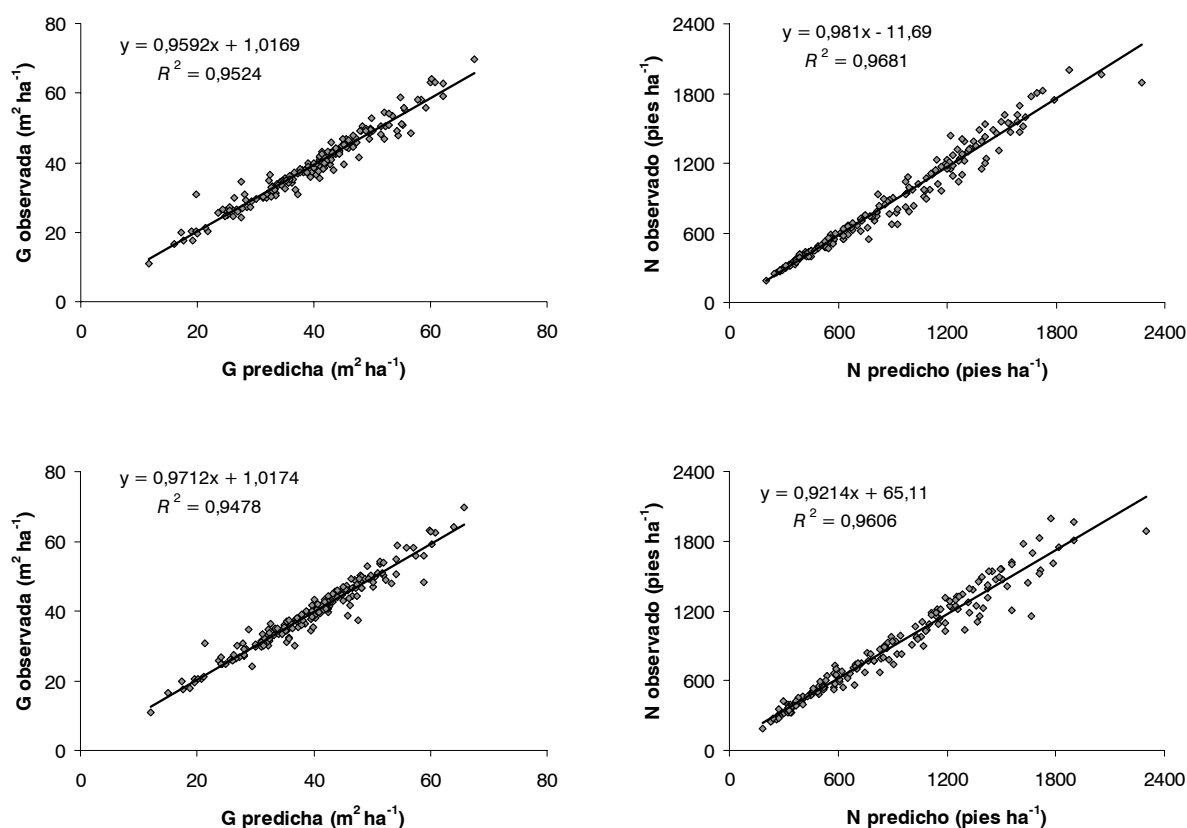 80
60
40
20
0
G observada (m² ha⁻¹)
y = 0,9592x + 1,0169
R² = 0,9524
0 20 40 60 80
G predicha (m² ha⁻¹)
2400
1800
1200
600
0
N observado (pies ha⁻¹)
y = 0,981x - 11,69
R² = 0,9681
0 600 1200 1800 2400
N predicho (pies ha⁻¹)
80
60
40
20
0
G observada (m² ha⁻¹)
y = 0,9712x + 1,0174
R² = 0,9478
0 20 40 60 80
G predicha (m² ha⁻¹)
2400
1800
1200
600
0
N observado (pies ha⁻¹)
y = 0,9214x + 65,11
R² = 0,9606
0 600 1200 1800 2400
N predicho (pies ha⁻¹)